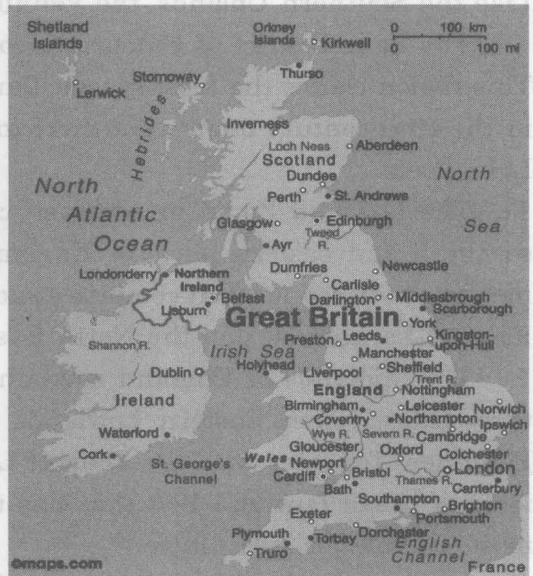 Shetland
Islands
Orkney
Islands
Kirkwell
0 100 km
0 100 mi
Thurso
Stornoway
Lerwick
Hebrides
Inverness
Loch Ness
Aberdeen
Scotland
Dundee
North
Atlantic
Ocean
North
Sea
Perth
St. Andrews
Glasgow
Edinburgh
Tweed
R.
Ayr
Dumfries
Newcastle
Londonderry
Northern
Ireland
Carlisle
Belfast
Darlington
Middlesbrough
Lisburn
Scarborough
Great Britain
York
Shannon R.
Irish Sea
Preston
Leeds
Kingston-
upon-Hull
Manchester
Holyhead
Dublin
Liverpool
Sheffield
Trent R.
Ireland
England
Nottingham
Birmingham
Leicester
Norwich
Coventry
Northampton
Ipswich
Waterford
Wye R.
Severn R.
Cambridge
Gloucester
Oxford
Colchester
Cork
St. George's
Channel
Wales
Newport
London
Cardiff
Bristol
Thames R.
Bath
Canterbury
Southampton
Brighton
Exeter
Portsmouth
Plymouth
Torbay
Dorchester
English
Channel
Truro
©maps.com
France